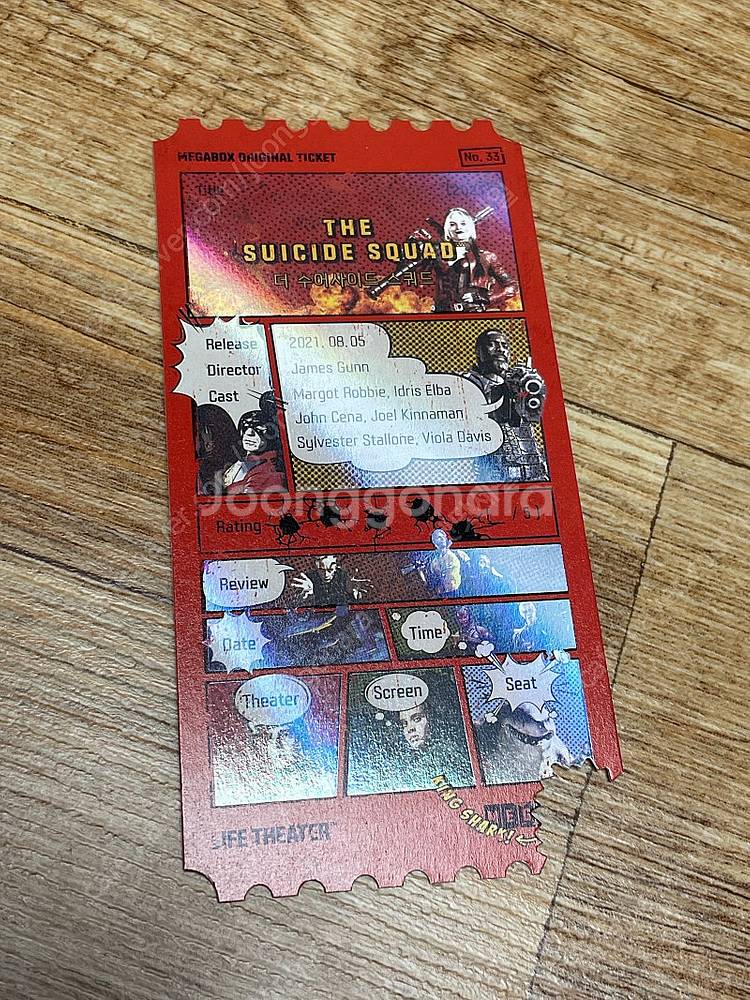 MEGABOX ORIGINAL TICKET
No. 33
Title
THE
SUICIDE SQUAD
더 수어사이드 스쿼드
Release
2021. 08. 05
Director
James Gunn
Cast
Margot Robbie, Idris Elba
John Cena, Joel Kinnaman
Sylvester Stallone, Viola Davis
Joonggonara
Rating
/ 5
Review
Date
Time
Theater
Screen
Seat
KING SHARK!
LIFE THEATER